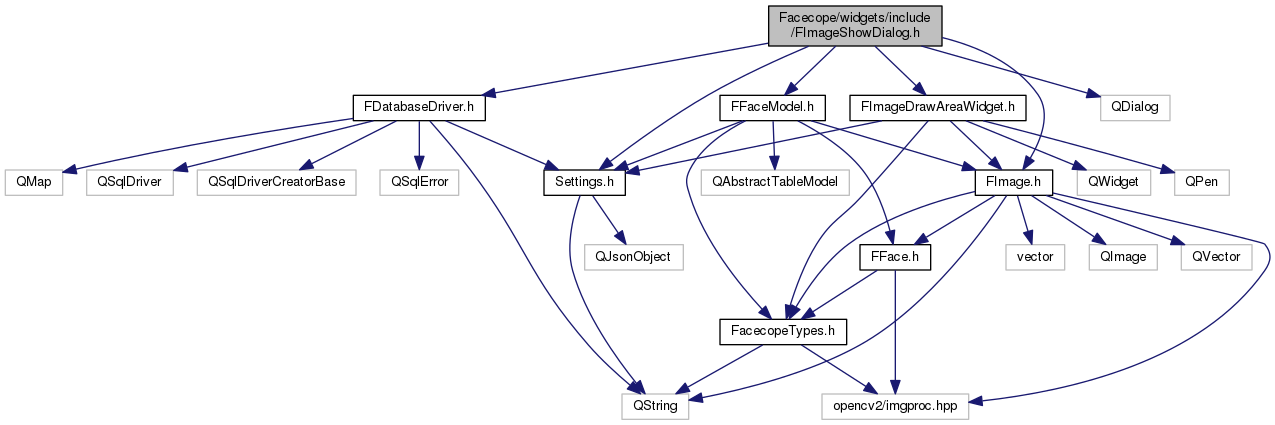 Facecope/widgets/include
/FImageShowDialog.h
FDatabaseDriver.h
FFaceModel.h
FImageDrawAreaWidget.h
QDialog
QMap
QSqlDriver
QSqlDriverCreatorBase
QSqlError
Settings.h
QAbstractTableModel
FImage.h
QWidget
QPen
QJsonObject
FFace.h
vector
QImage
QVector
FacecopeTypes.h
QString
opencv2/imgproc.hpp